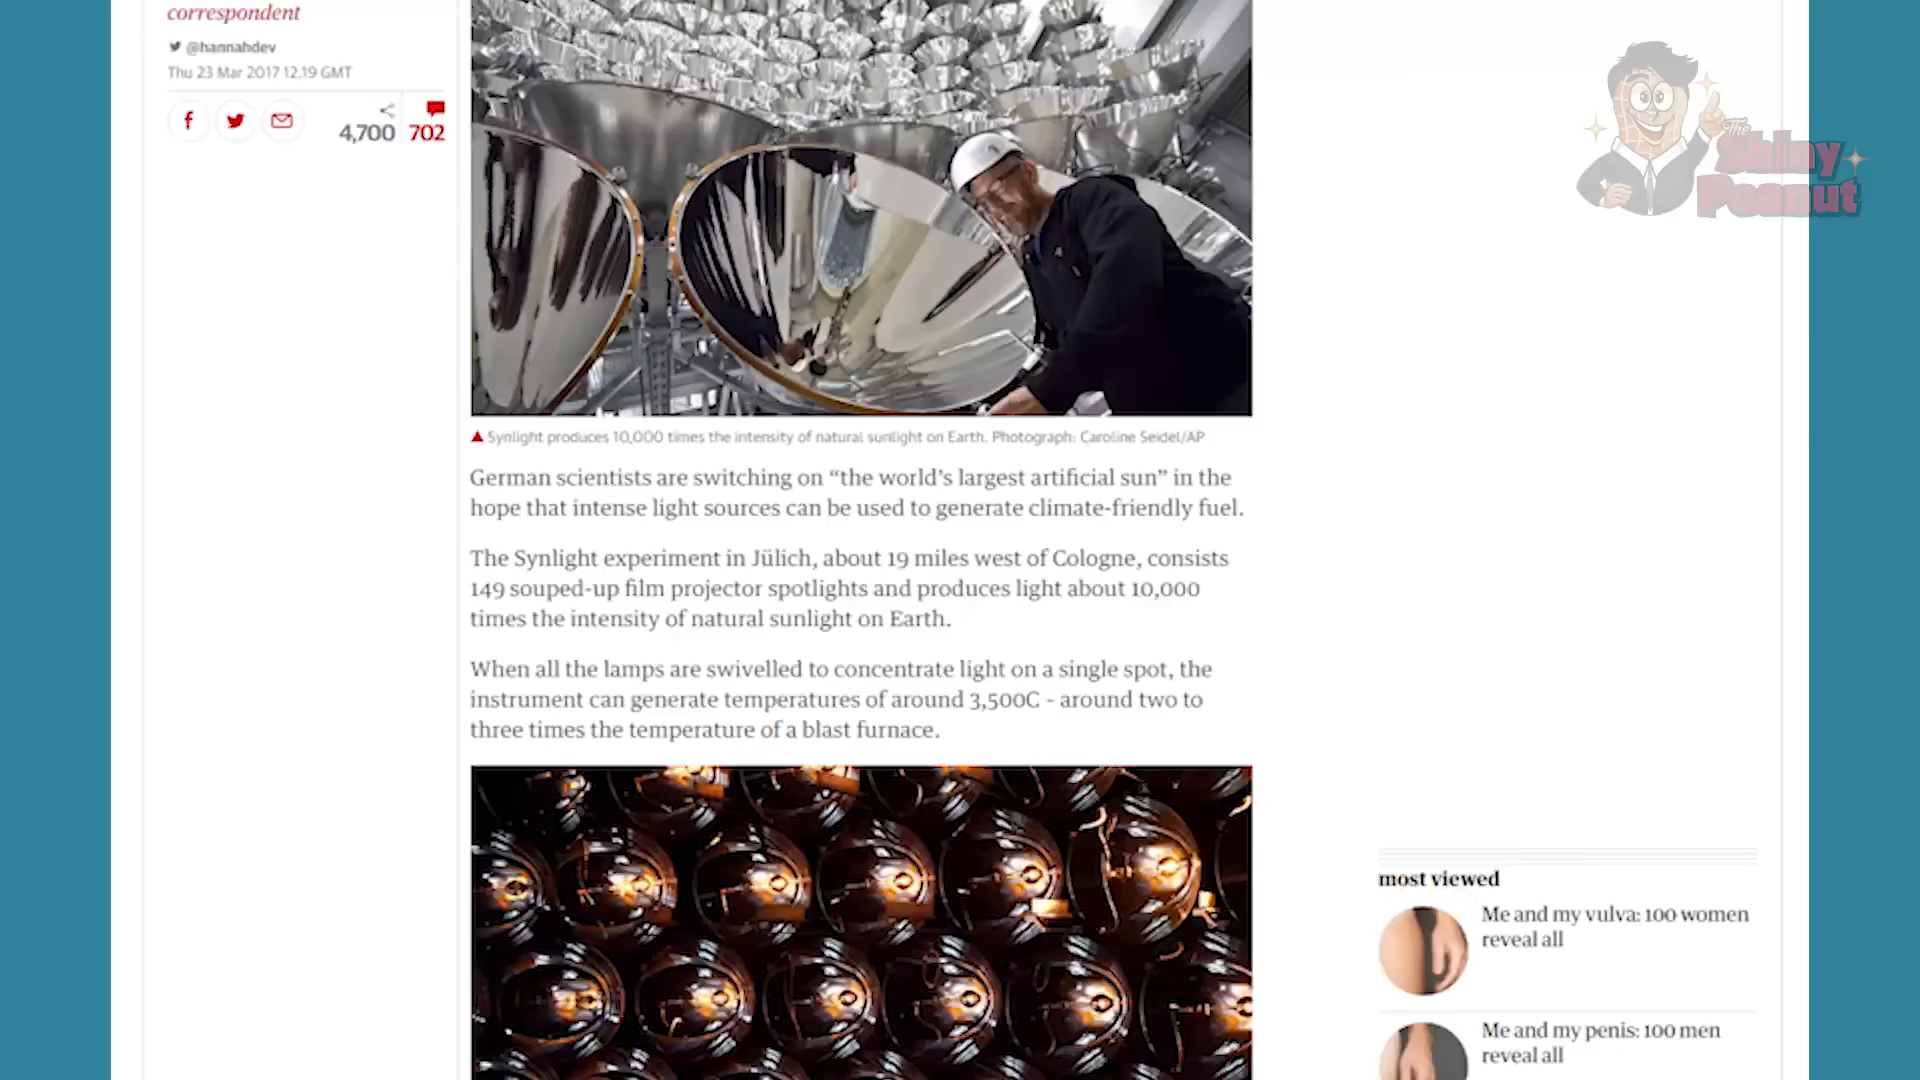 correspondent
@hannahdev
Thu 23 Mar 2017 12.19 GMT
4,700 702
Synlight produces 10,000 times the intensity of natural sunlight on Earth. Photograph: Caroline Seidel/AP
German scientists are switching on “the world’s largest artificial sun” in the
hope that intense light sources can be used to generate climate-friendly fuel.
The Synlight experiment in Jülich, about 19 miles west of Cologne, consists
149 souped-up film projector spotlights and produces light about 10,000
times the intensity of natural sunlight on Earth.
When all the lamps are swivelled to concentrate light on a single spot, the
instrument can generate temperatures of around 3,500C - around two to
three times the temperature of a blast furnace.
The
Shiny
Peanut
most viewed
Me and my vulva: 100 women
reveal all
Me and my penis: 100 men
reveal all